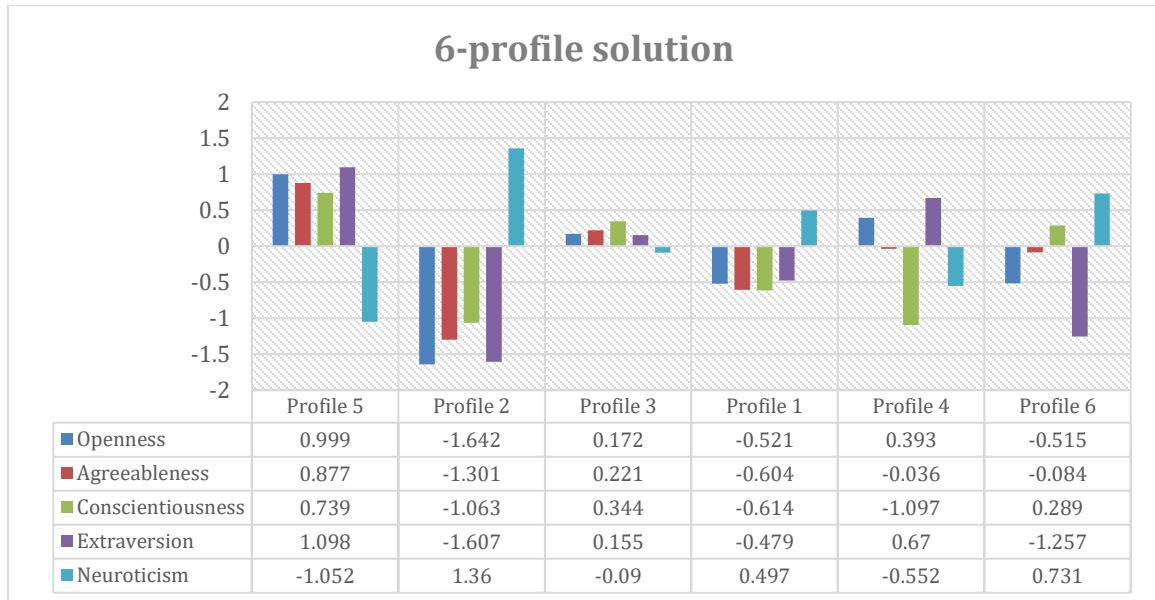 6-profile solution
2
1.5
1
0.5
0
-0.5
-1
-1.5
-2
Profile 5 Profile 2 Profile 3 Profile 1 Profile 4 Profile 6
Openness 0.999 -1.642 0.172 -0.521 0.393 -0.515
Agreeableness 0.877 -1.301 0.221 -0.604 -0.036 -0.084
Conscientiousness 0.739 -1.063 0.344 -0.614 -1.097 0.289
Extraversion 1.098 -1.607 0.155 -0.479 0.67 -1.257
Neuroticism -1.052 1.36 -0.09 0.497 -0.552 0.731